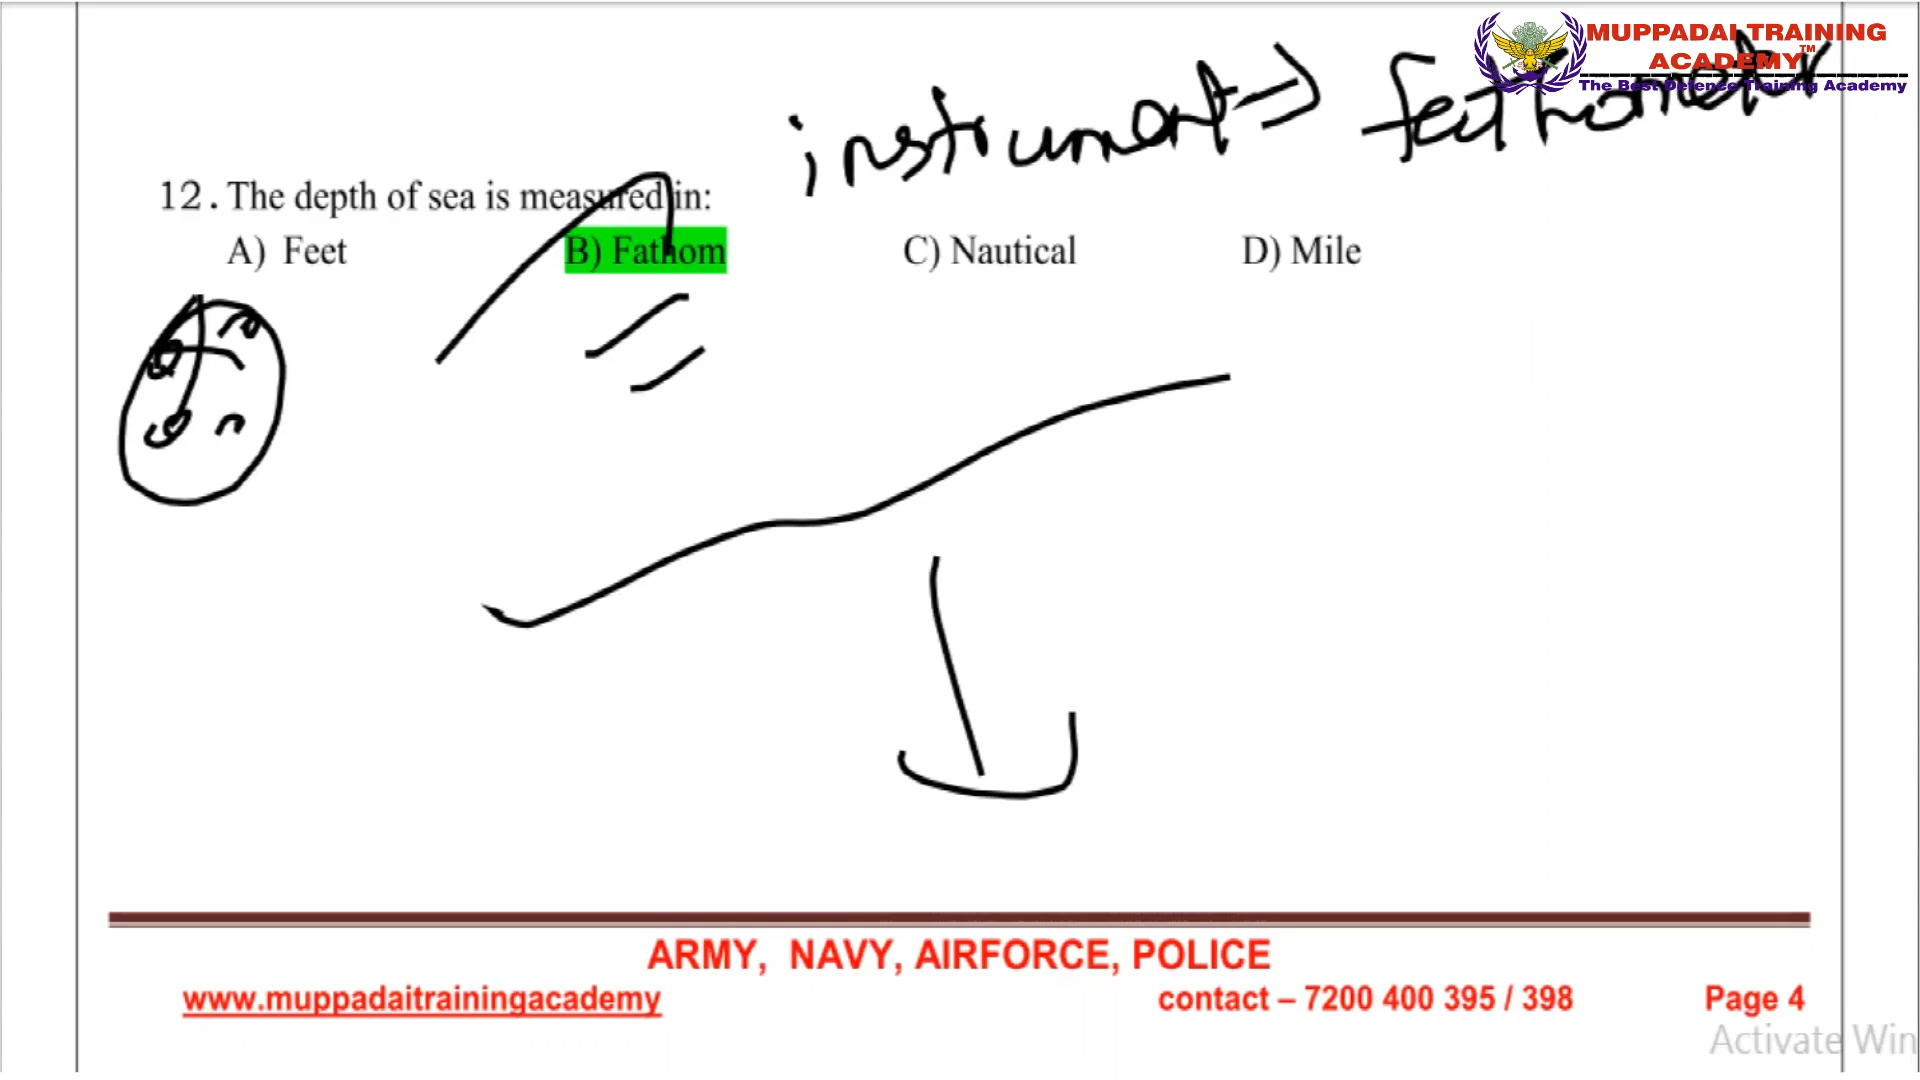 MUPPADAI TRAINING
ACADEMY™
The Best Defence Training Academy
instrument => fathometer
12. The depth of sea is measured in:
A) Feet B) Fathom C) Nautical D) Mile
ARMY, NAVY, AIRFORCE, POLICE
www.muppadaitrainingacademy contact – 7200 400 395 / 398 Page 4
Activate Win